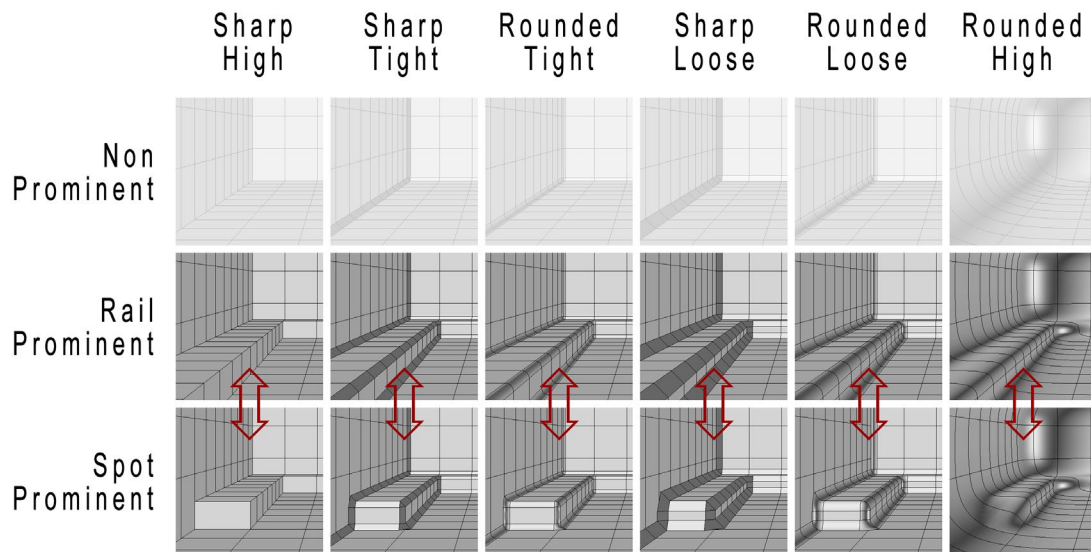 Sharp
High
Sharp
Tight
Rounded
Tight
Sharp
Loose
Rounded
Loose
Rounded
High
Non
Prominent
Rail
Prominent
Spot
Prominent